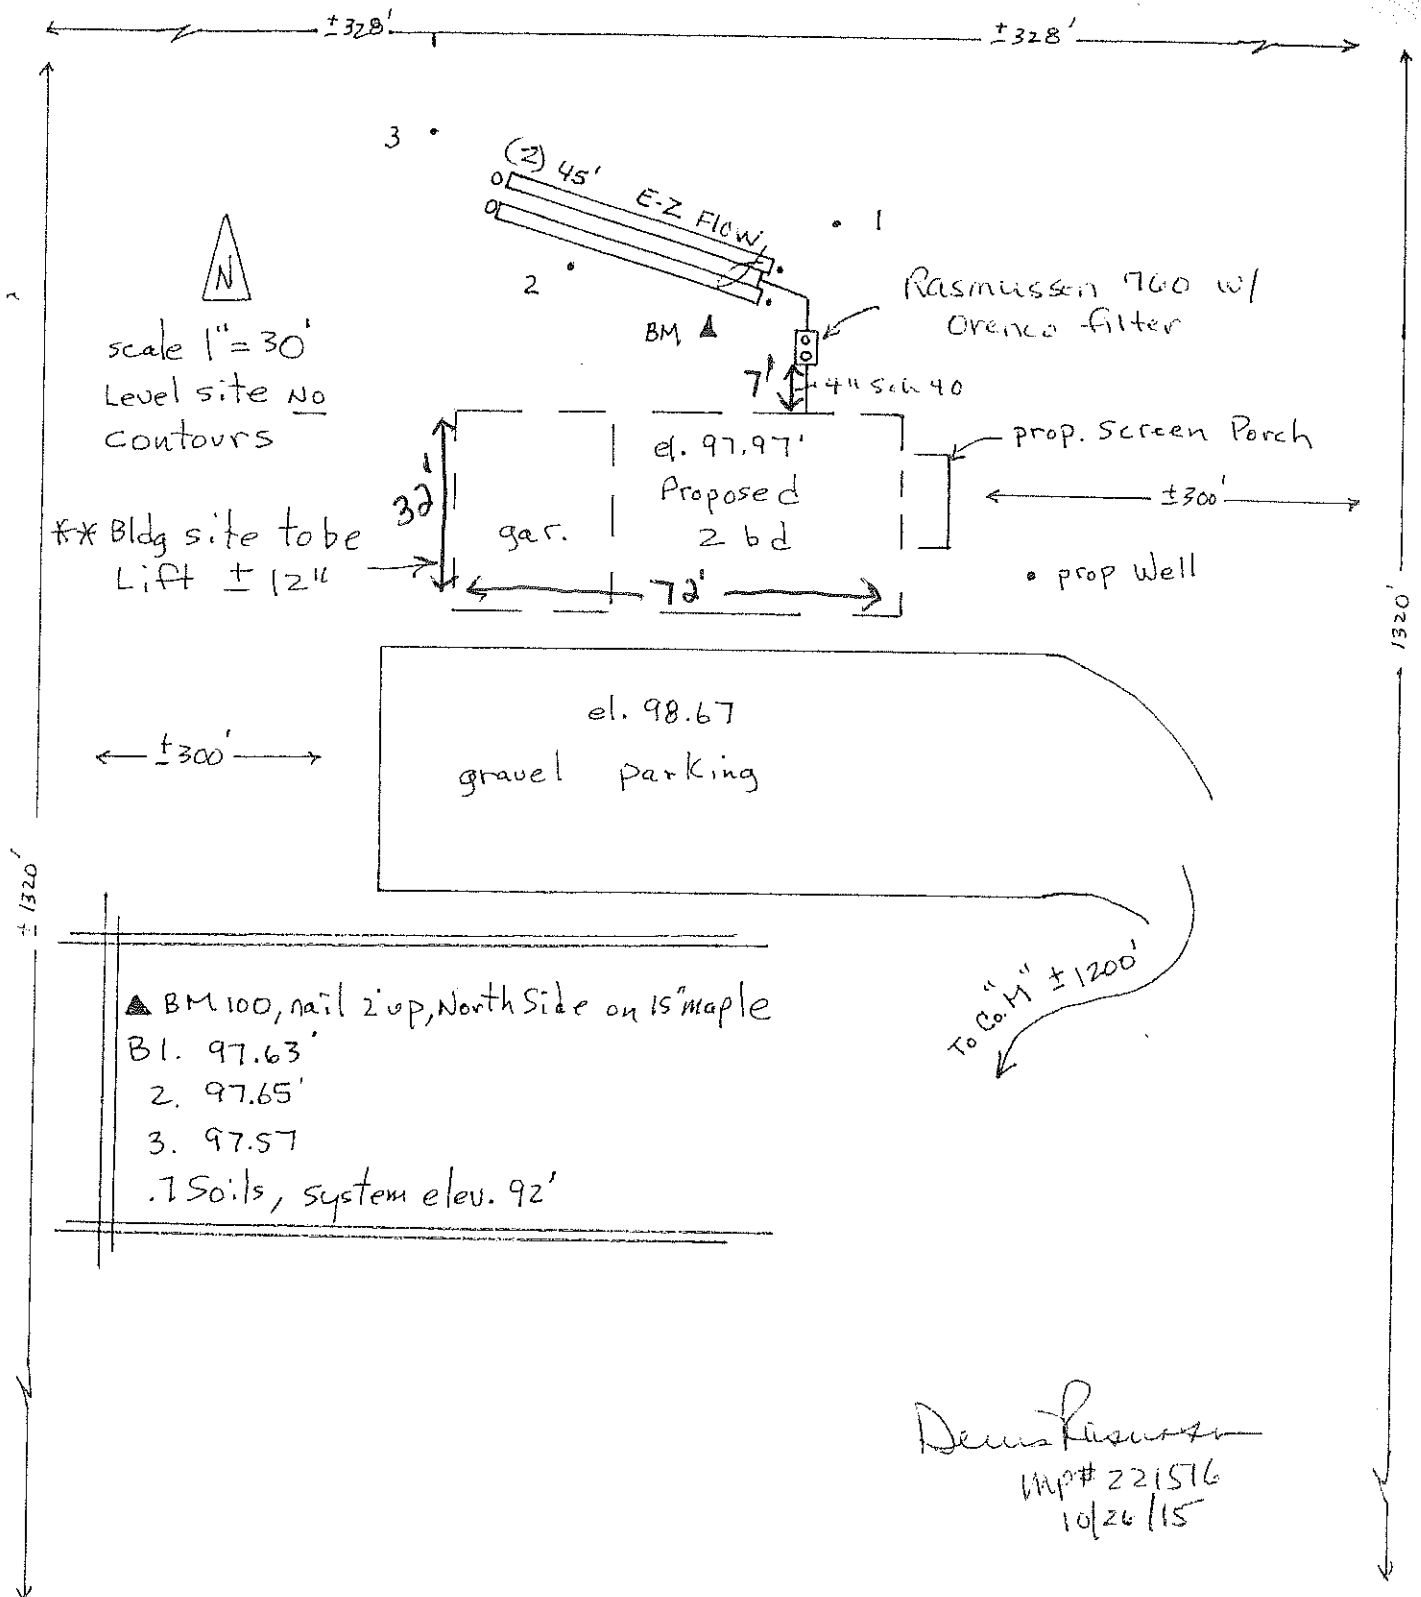 ±328'
±328'
3
(2) 45'
E-Z Flow
1
2
N
BM
Rasmussen 760 w/
Orenco filter
scale 1"=30'
Level site No
contours
7'
4" Sch 40
prop. Screen Porch
el. 97.97'
Proposed
2 bd
gar.
32'
72'
±300'
** Bldg site to be
Lift ± 12"
prop Well
1320'
el. 98.67
gravel parking
±300'
± 1320'
To Co. "M" ± 1200'
BM 100, nail 2' up, North Side on 15" maple
B1. 97.63'
2. 97.65'
3. 97.57
.7 Soils, system elev. 92'
MP# 221516
10/26/15